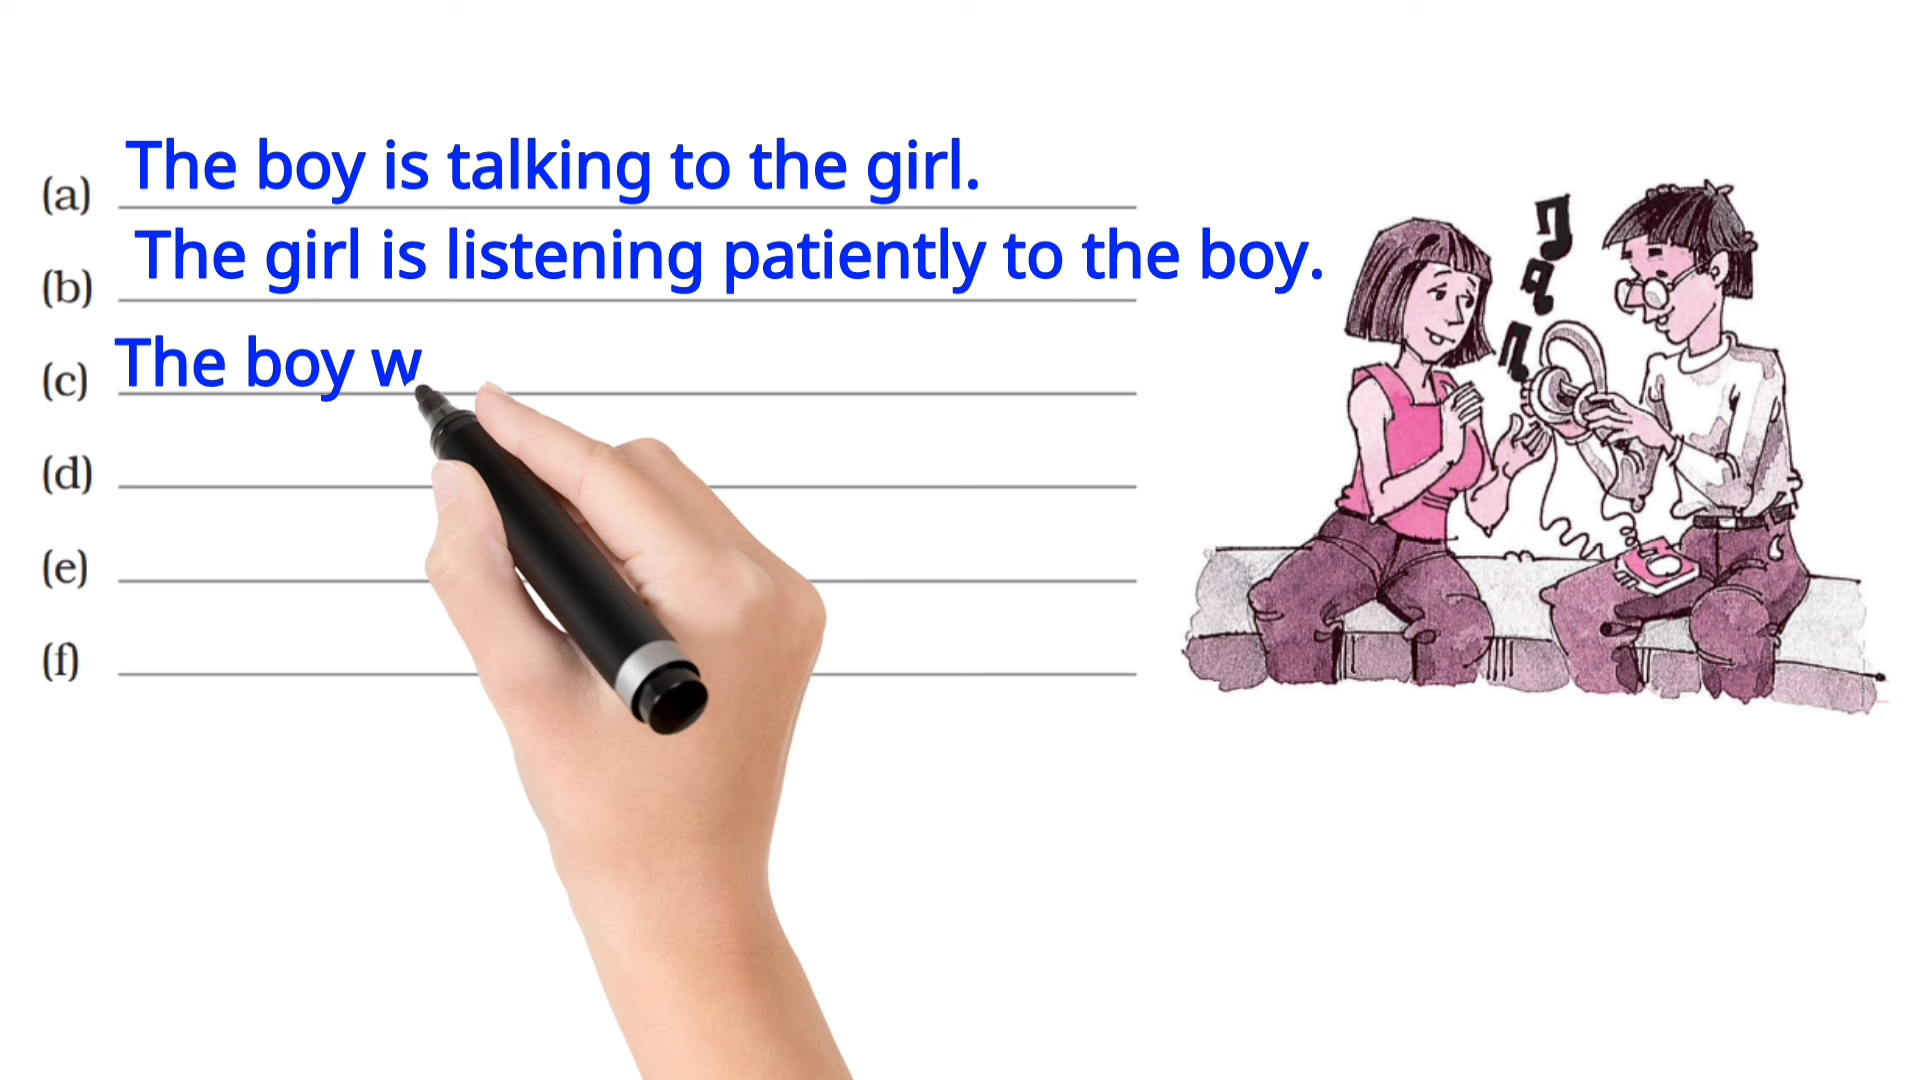 (a) The boy is talking to the girl.
(b) The girl is listening patiently to the boy.
(c) The boy w
(d)
(e)
(f)